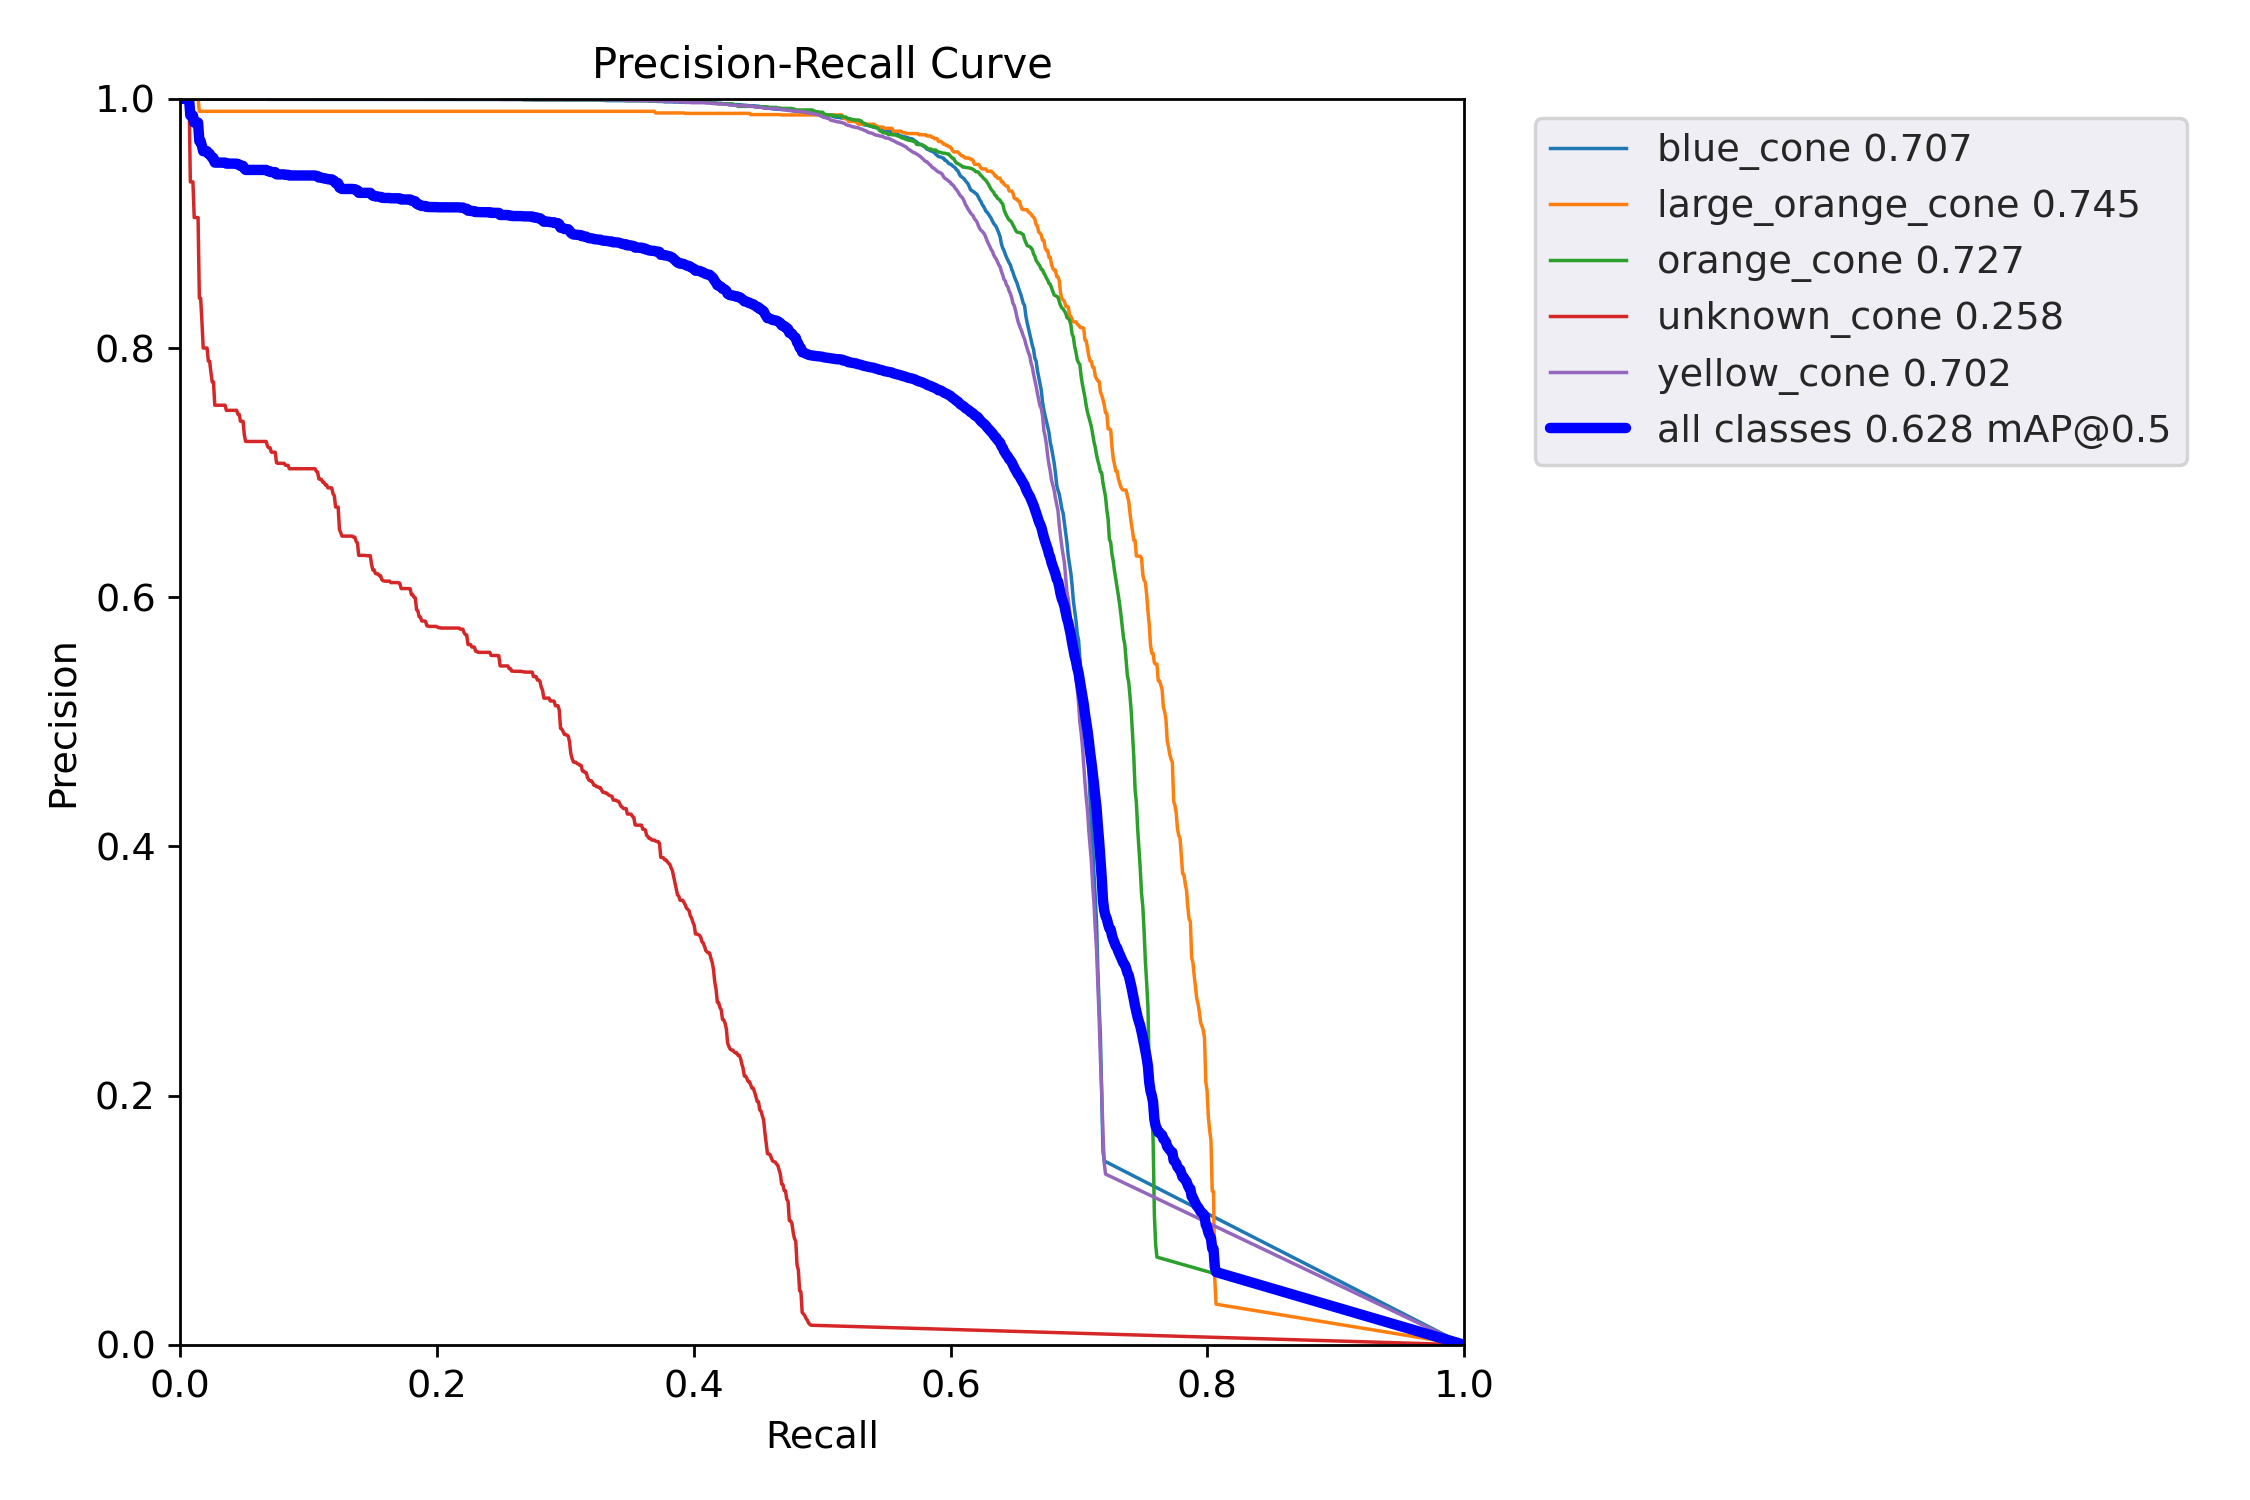 Precision-Recall Curve
1.0
0.8
0.6
0.4
0.2
0.0
Precision
0.0 0.2 0.4 0.6 0.8 1.0
Recall
blue_cone 0.707
large_orange_cone 0.745
orange_cone 0.727
unknown_cone 0.258
yellow_cone 0.702
all classes 0.628 mAP@0.5